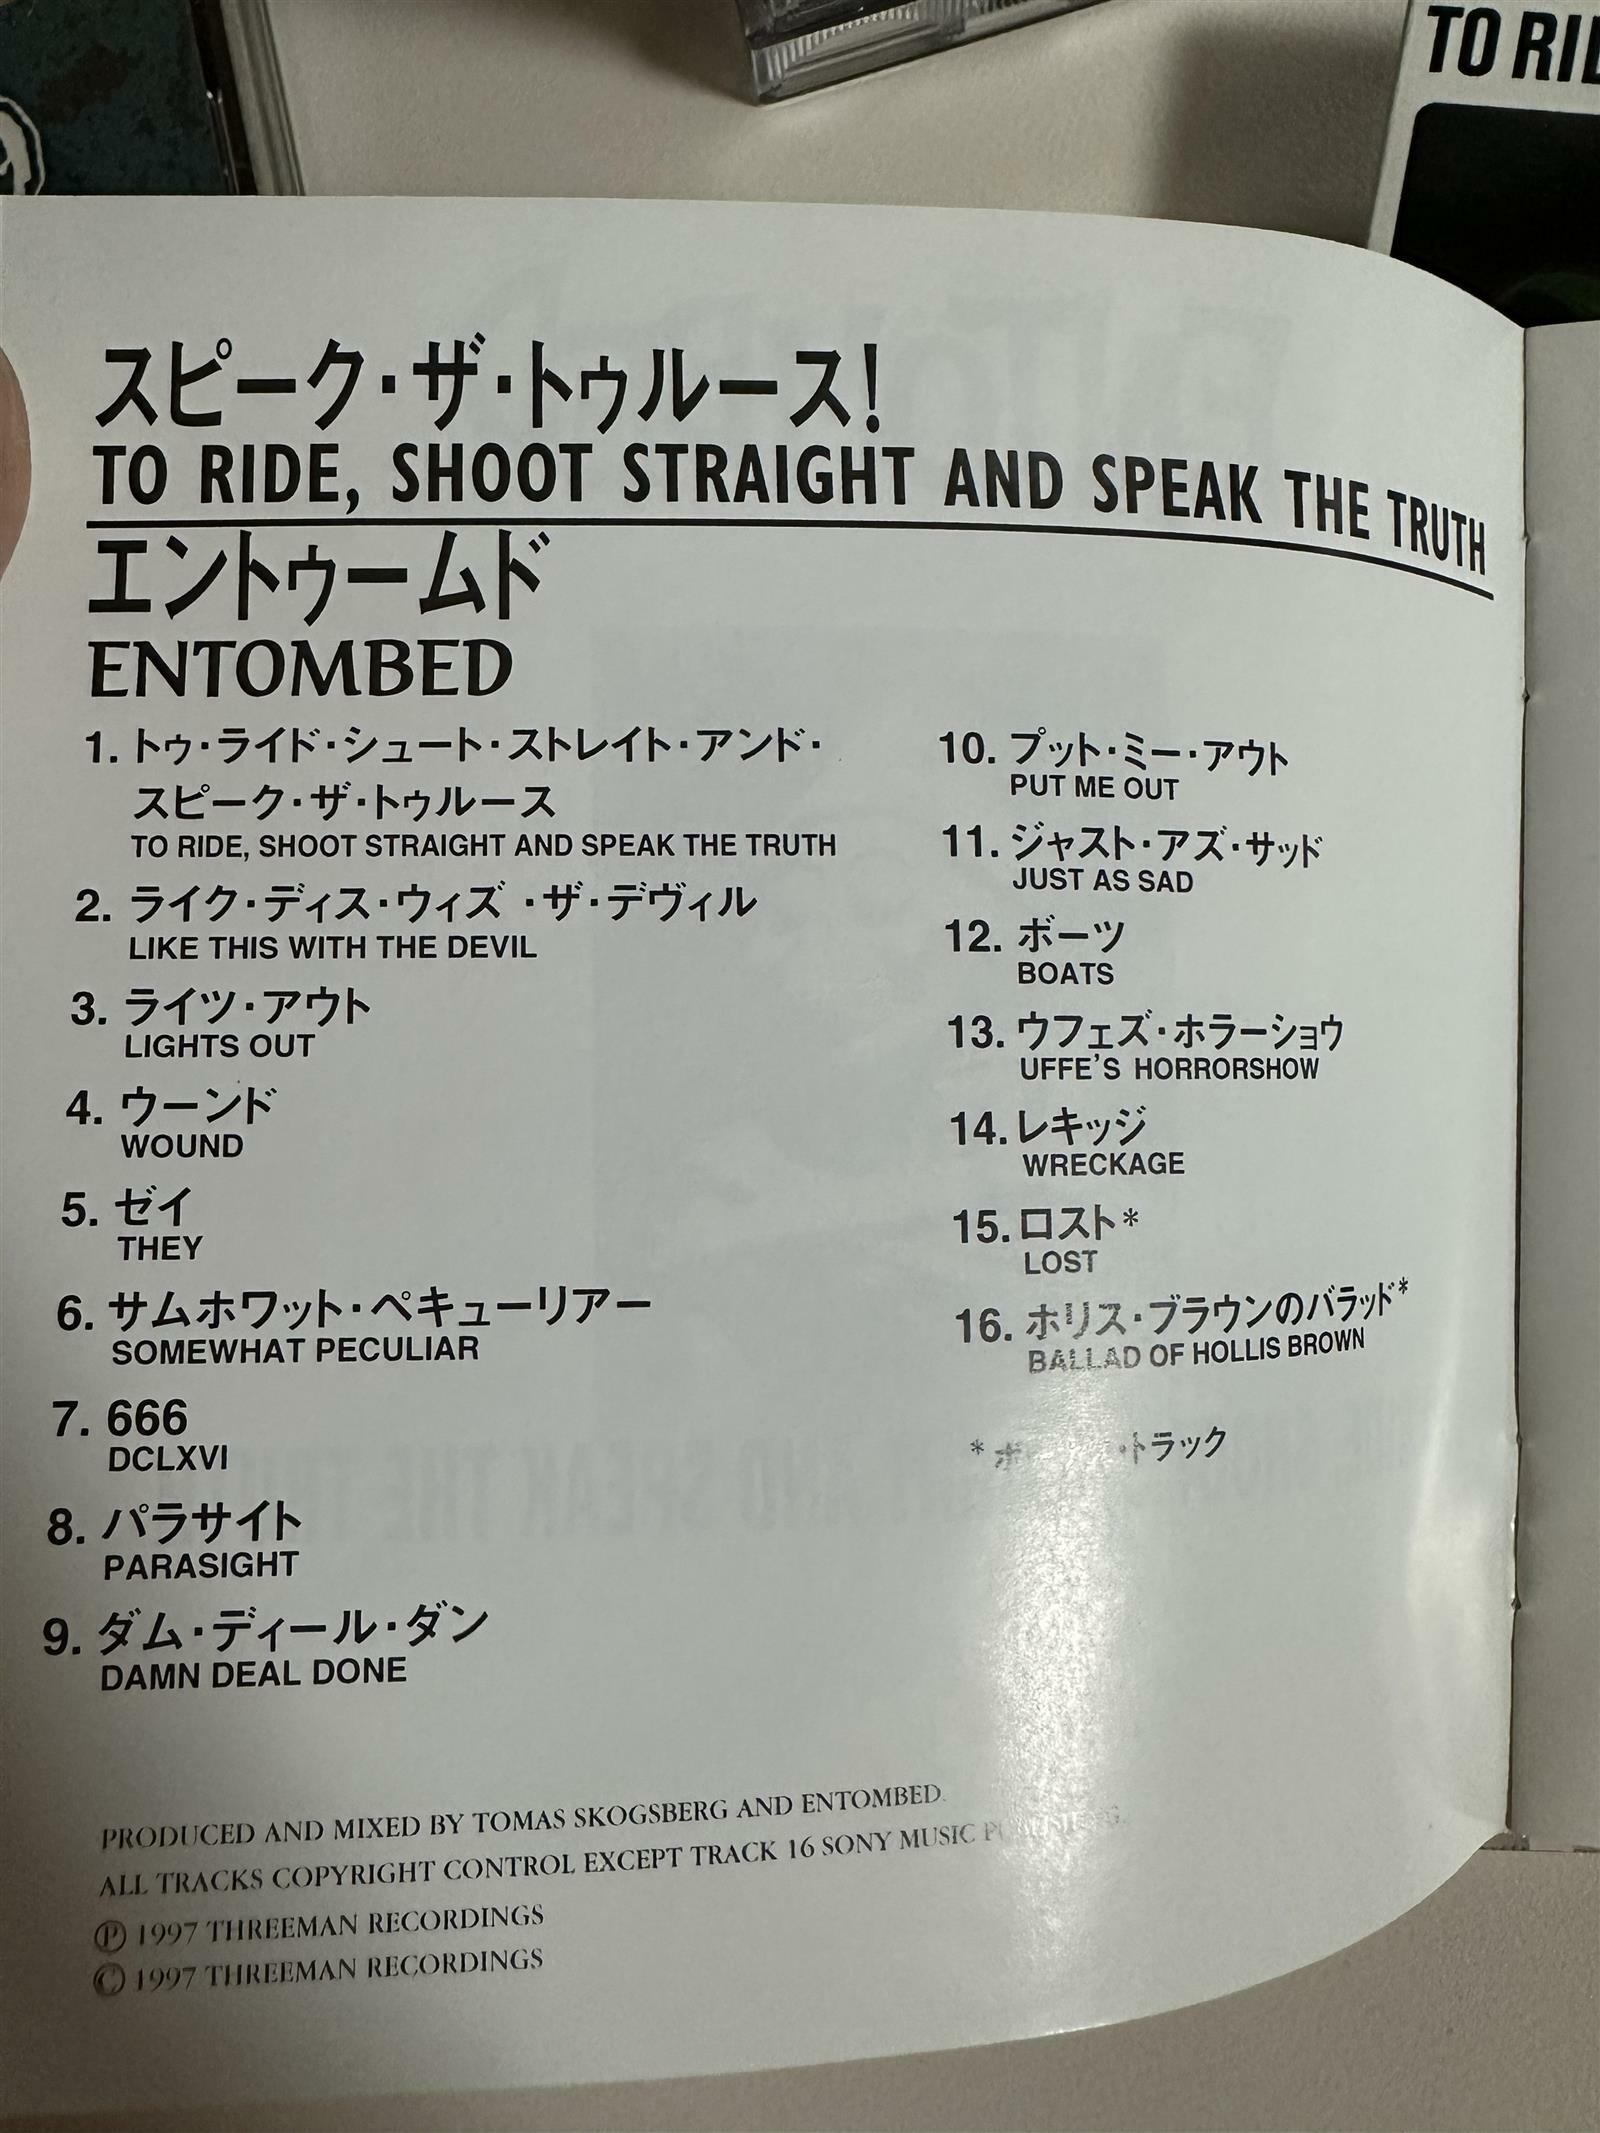 TO RI
スピーク・ザ・トゥルース!
TO RIDE, SHOOT STRAIGHT AND SPEAK THE TRUTH
エントゥームド
ENTOMBED
1. トゥ・ライド・シュート・ストレイト・アンド・
スピーク・ザ・トゥルース
TO RIDE, SHOOT STRAIGHT AND SPEAK THE TRUTH
2. ライク・ディス・ウィズ・ザ・デヴィル
LIKE THIS WITH THE DEVIL
3. ライツ・アウト
LIGHTS OUT
4. ウーンド
WOUND
5. ゼイ
THEY
6. サムホワット・ペキューリアー
SOMEWHAT PECULIAR
7. 666
DCLXVI
8. パラサイト
PARASIGHT
9. ダム・ディール・ダン
DAMN DEAL DONE
10. プット・ミー・アウト
PUT ME OUT
11. ジャスト・アズ・サッド
JUST AS SAD
12. ボーツ
BOATS
13. ウフェズ・ホラーショウ
UFFE'S HORRORSHOW
14. レキッジ
WRECKAGE
15. ロスト*
LOST
16. ホリス・ブラウンのバラッド*
BALLAD OF HOLLIS BROWN
*・トラック
PRODUCED AND MIXED BY TOMAS SKOGSBERG AND ENTOMBED.
ALL TRACKS COPYRIGHT CONTROL EXCEPT TRACK 16 SONY MUSIC
Ⓟ 1997 THREEMAN RECORDINGS
© 1997 THREEMAN RECORDINGS